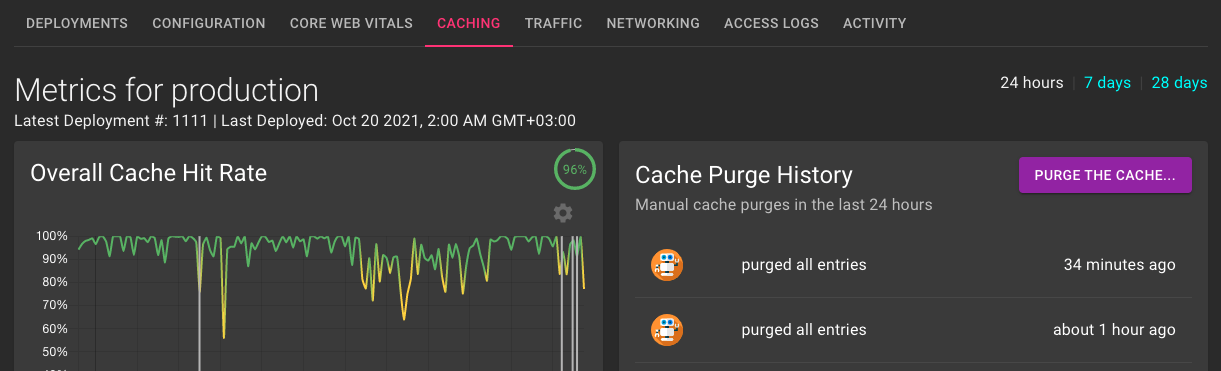 DEPLOYMENTS CONFIGURATION CORE WEB VITALS CACHING TRAFFIC NETWORKING ACCESS LOGS ACTIVITY
Metrics for production
24 hours | 7 days | 28 days
Latest Deployment #: 1111 | Last Deployed: Oct 20 2021, 2:00 AM GMT+03:00
Overall Cache Hit Rate
96%
100%
90%
80%
70%
60%
50%
Cache Purge History
PURGE THE CACHE...
Manual cache purges in the last 24 hours
purged all entries 34 minutes ago
purged all entries about 1 hour ago